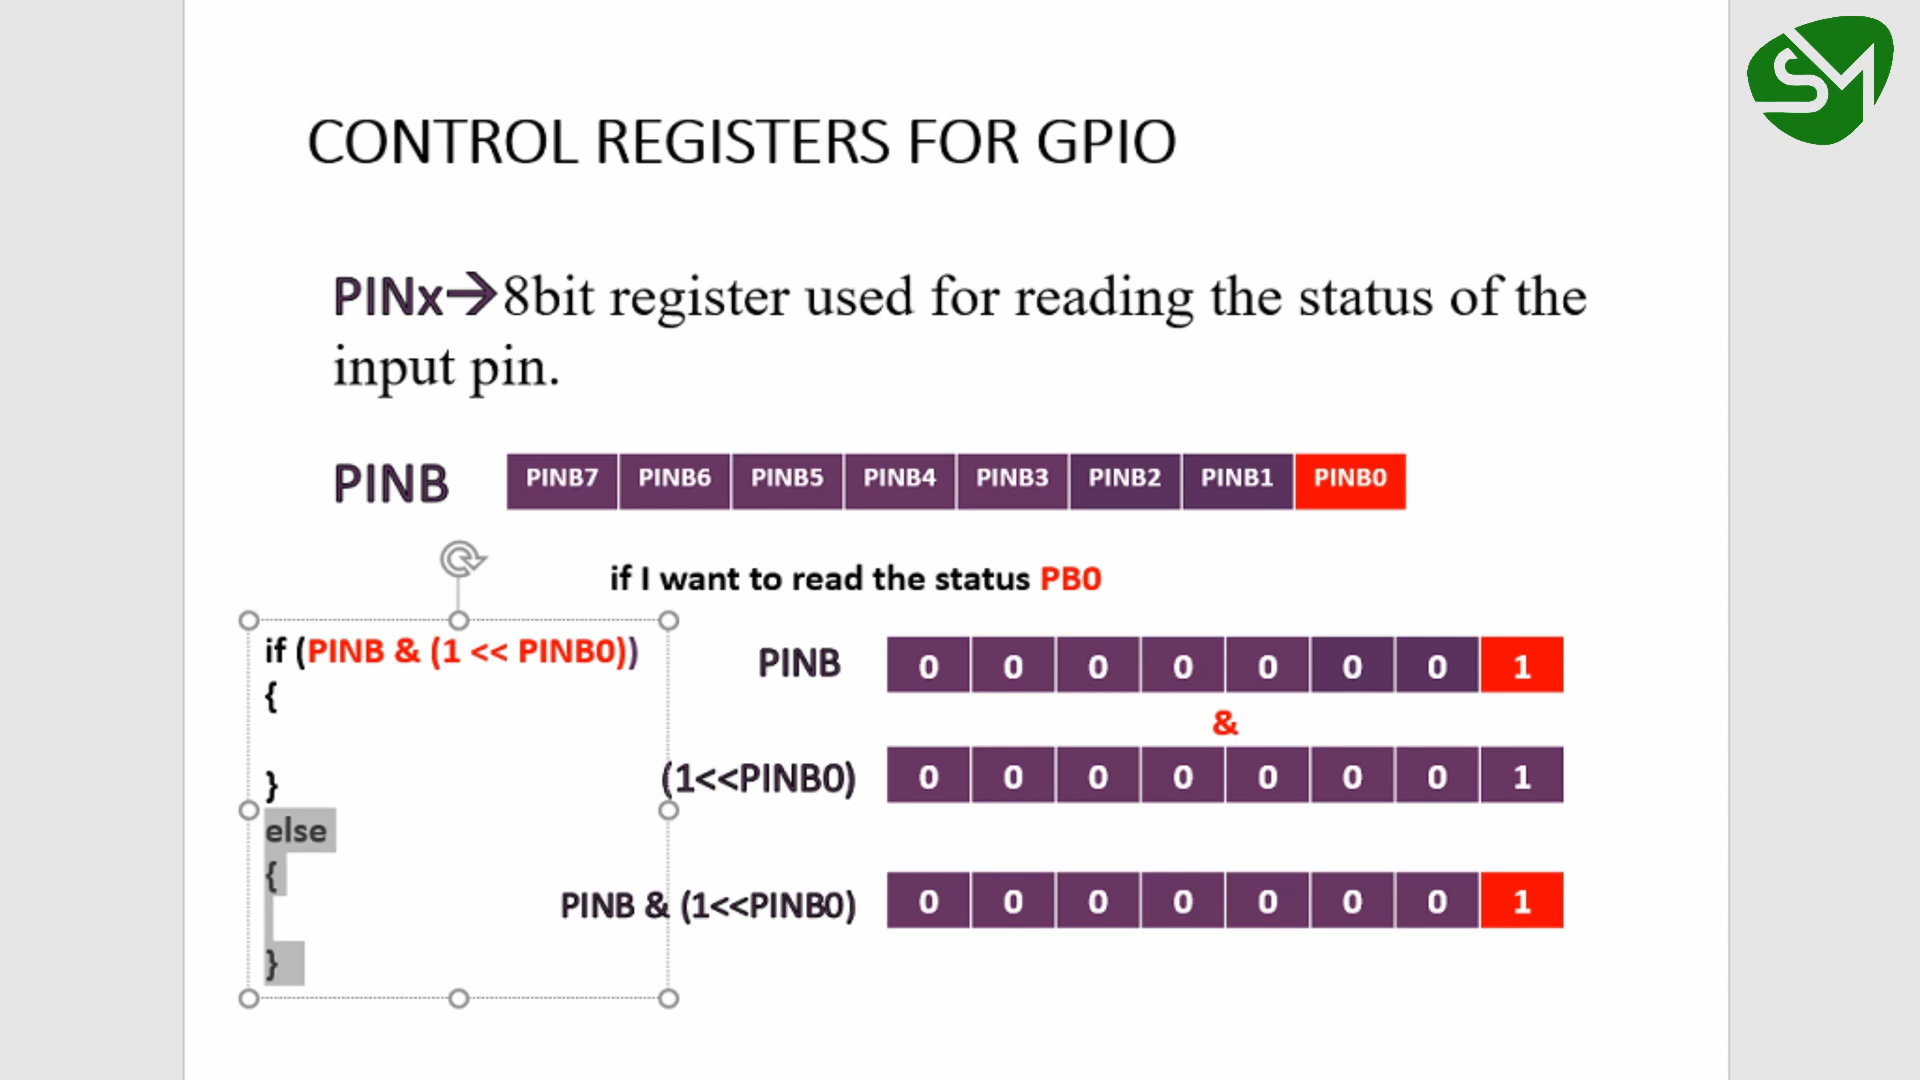 SM
CONTROL REGISTERS FOR GPIO
PINx→8bit register used for reading the status of the
input pin.
PINB PINB7 PINB6 PINB5 PINB4 PINB3 PINB2 PINB1 PINB0
if I want to read the status PB0
if (PINB & (1 << PINB0))
{
}
else
{
}
PINB 0 0 0 0 0 0 0 1
&
(1<<PINB0) 0 0 0 0 0 0 0 1
PINB & (1<<PINB0) 0 0 0 0 0 0 0 1